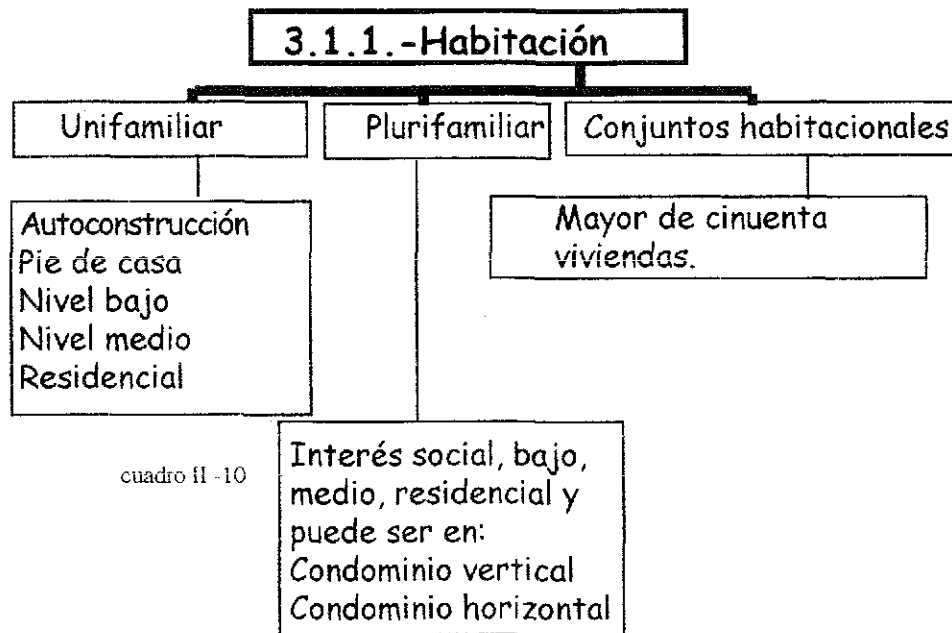 3.1.1.-Habitación
Unifamiliar
Plurifamiliar
Conjuntos habitacionales
Autoconstrucción
Pie de casa
Nivel bajo
Nivel medio
Residencial
Mayor de cinuenta
viviendas.
cuadro II -10
Interés social, bajo,
medio, residencial y
puede ser en:
Condominio vertical
Condominio horizontal